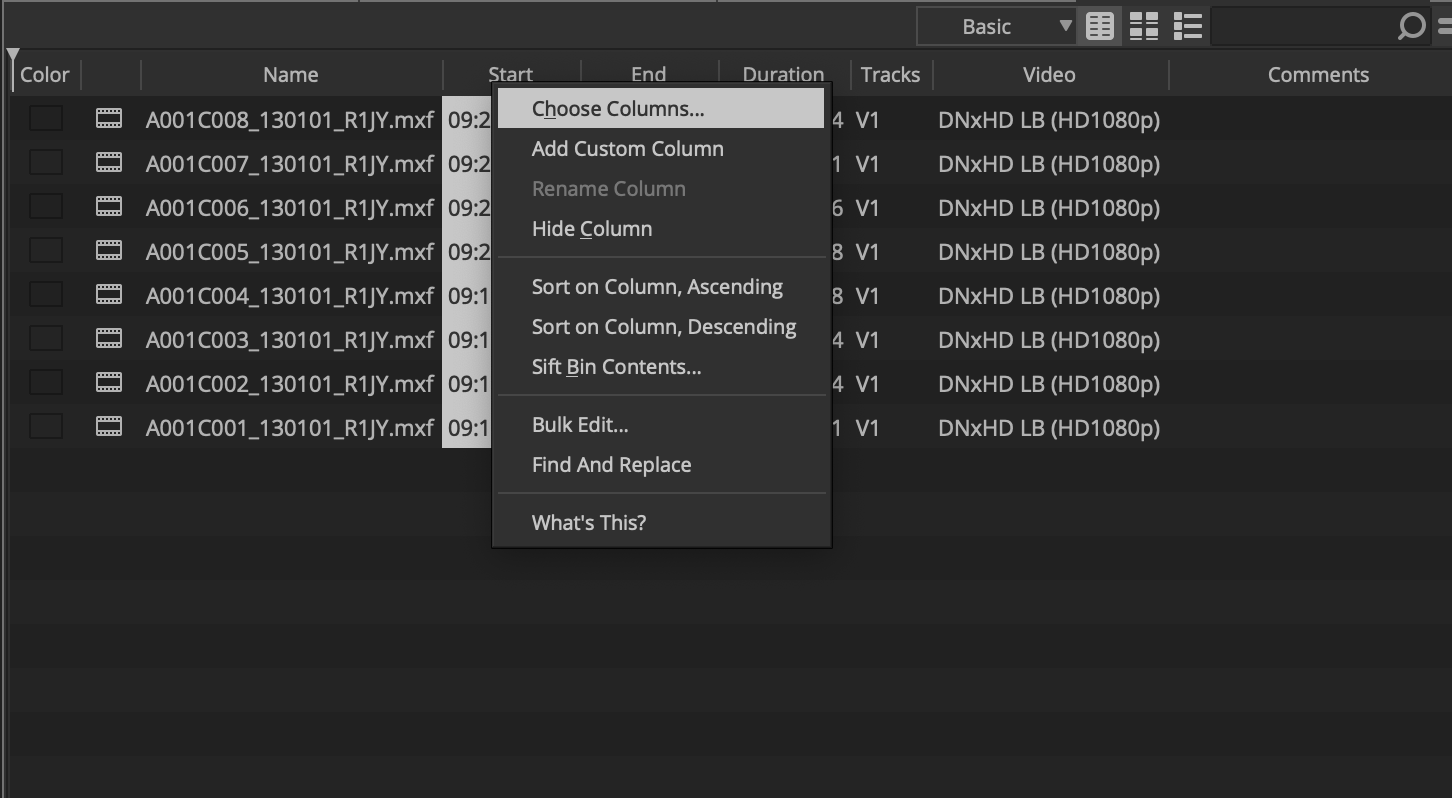 Basic
Color Name Start End Duration Tracks Video Comments
A001C008_130101_R1JY.mxf 09:2 4 V1 DNxHD LB (HD1080p)
A001C007_130101_R1JY.mxf 09:2 1 V1 DNxHD LB (HD1080p)
A001C006_130101_R1JY.mxf 09:2 6 V1 DNxHD LB (HD1080p)
A001C005_130101_R1JY.mxf 09:2 8 V1 DNxHD LB (HD1080p)
A001C004_130101_R1JY.mxf 09:1 8 V1 DNxHD LB (HD1080p)
A001C003_130101_R1JY.mxf 09:1 4 V1 DNxHD LB (HD1080p)
A001C002_130101_R1JY.mxf 09:1 4 V1 DNxHD LB (HD1080p)
A001C001_130101_R1JY.mxf 09:1 1 V1 DNxHD LB (HD1080p)
Choose Columns...
Add Custom Column
Rename Column
Hide Column
Sort on Column, Ascending
Sort on Column, Descending
Sift Bin Contents...
Bulk Edit...
Find And Replace
What's This?